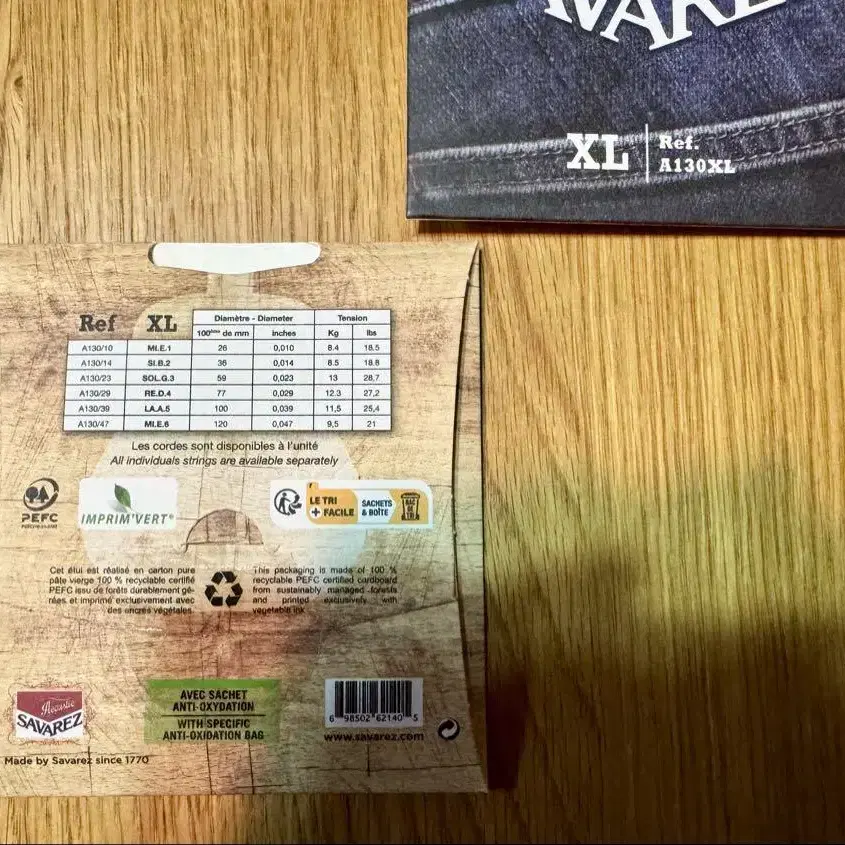 SAVAREZ
XL
Ref.
A130XL
Ref XL Diamètre - Diameter Tension
100èmes de mm inches Kg lbs
A130/10 MI.E.1 26 0,010 8.4 18.5
A130/14 SI.B.2 36 0,014 8.5 18.8
A130/23 SOL.G.3 59 0,023 13 28,7
A130/29 RE.D.4 77 0,029 12.3 27,2
A130/39 LA.A.5 100 0,039 11,5 25,4
A130/47 MI.E.6 120 0,047 9,5 21
Les cordes sont disponibles à l'unité
All individuals strings are available separately
PEFC
IMPRIM'VERT®
LE TRI
+ FACILE
SACHETS
& BOÎTE
BAC
DE
TRI
Cet étui est réalisé en carton pure
pâte vierge 100 % recyclable certifié
PEFC issu de forêts durablement gé-
rées et imprimé exclusivement avec
des encres végétales.
This packaging is made of 100 %
recyclable PEFC certified cardboard
from sustainably managed forests
and printed exclusively with
vegetable ink
Acoustic
SAVAREZ
AVEC SACHET
ANTI-OXYDATION
WITH SPECIFIC
ANTI-OXIDATION BAG
6 98502 62140 5
www.savarez.com
Made by Savarez since 1770